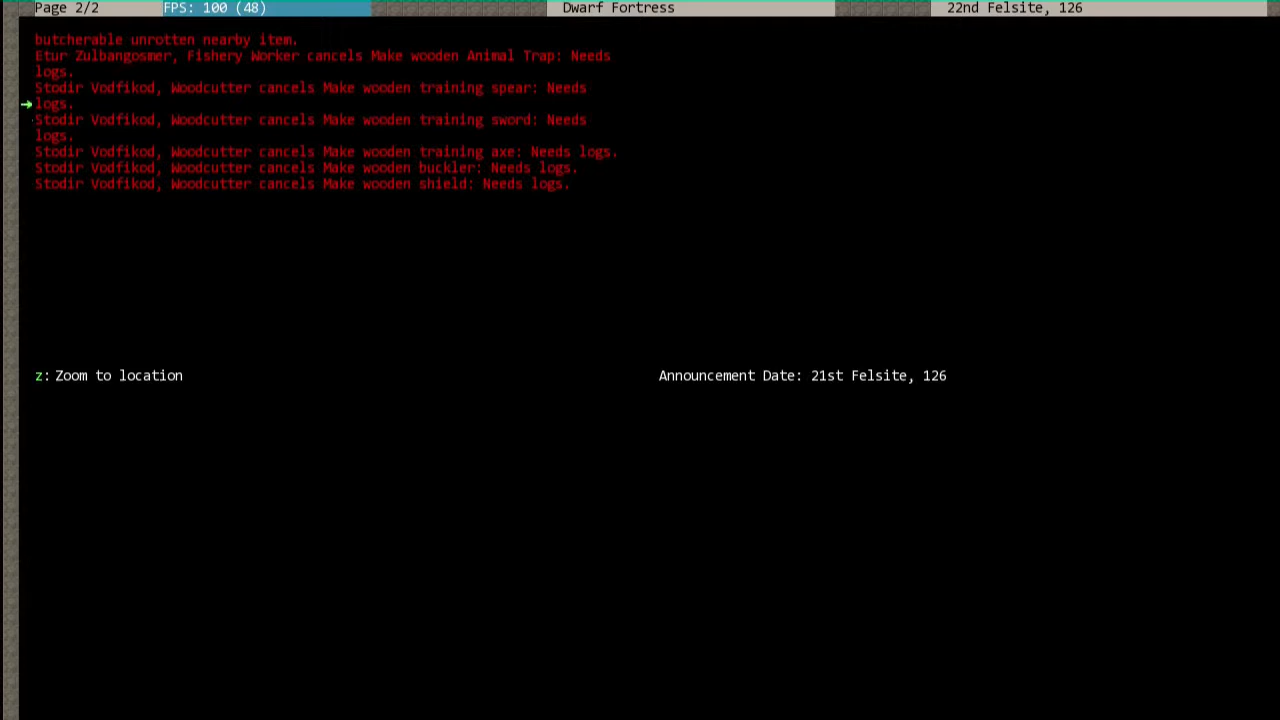 Page 2/2 FPS: 100 (48) Dwarf Fortress 22nd Felsite, 126
butcherable unrotten nearby item.
Etur Zulbangosmer, Fishery Worker cancels Make wooden Animal Trap: Needs
logs.
Stodir Vodfikod, Woodcutter cancels Make wooden training spear: Needs
logs.
Stodir Vodfikod, Woodcutter cancels Make wooden training sword: Needs
logs.
Stodir Vodfikod, Woodcutter cancels Make wooden training axe: Needs logs.
Stodir Vodfikod, Woodcutter cancels Make wooden buckler: Needs logs.
Stodir Vodfikod, Woodcutter cancels Make wooden shield: Needs logs.
z: Zoom to location Announcement Date: 21st Felsite, 126